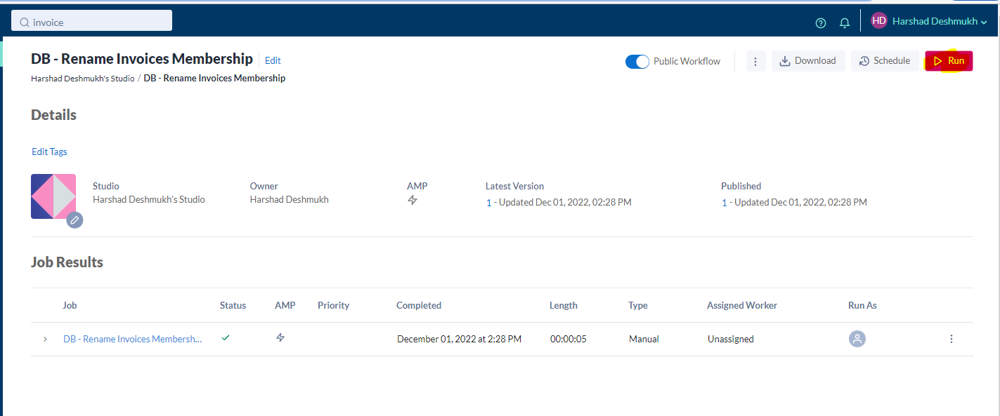 invoice
HD Harshad Deshmukh
DB - Rename Invoices Membership Edit
Public Workflow Download Schedule Run
Harshad Deshmukh's Studio / DB - Rename Invoices Membership
Details
Edit Tags
Studio Owner AMP Latest Version Published
Harshad Deshmukh's Studio Harshad Deshmukh 1 - Updated Dec 01, 2022, 02:28 PM 1 - Updated Dec 01, 2022, 02:28 PM
Job Results
Job Status AMP Priority Completed Length Type Assigned Worker Run As
DB - Rename Invoices Membersh... December 01, 2022 at 2:28 PM 00:00:05 Manual Unassigned